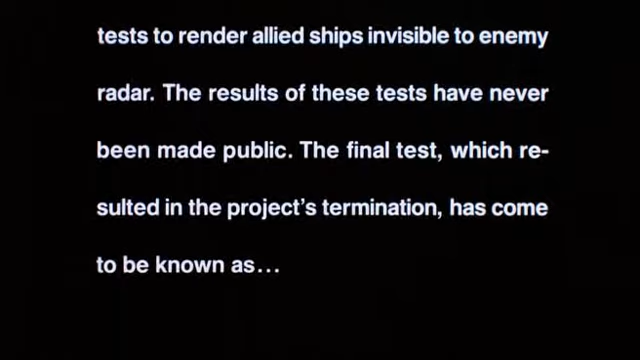 tests to render allied ships invisible to enemy
radar. The results of these tests have never
been made public. The final test, which re-
sulted in the project's termination, has come
to be known as...